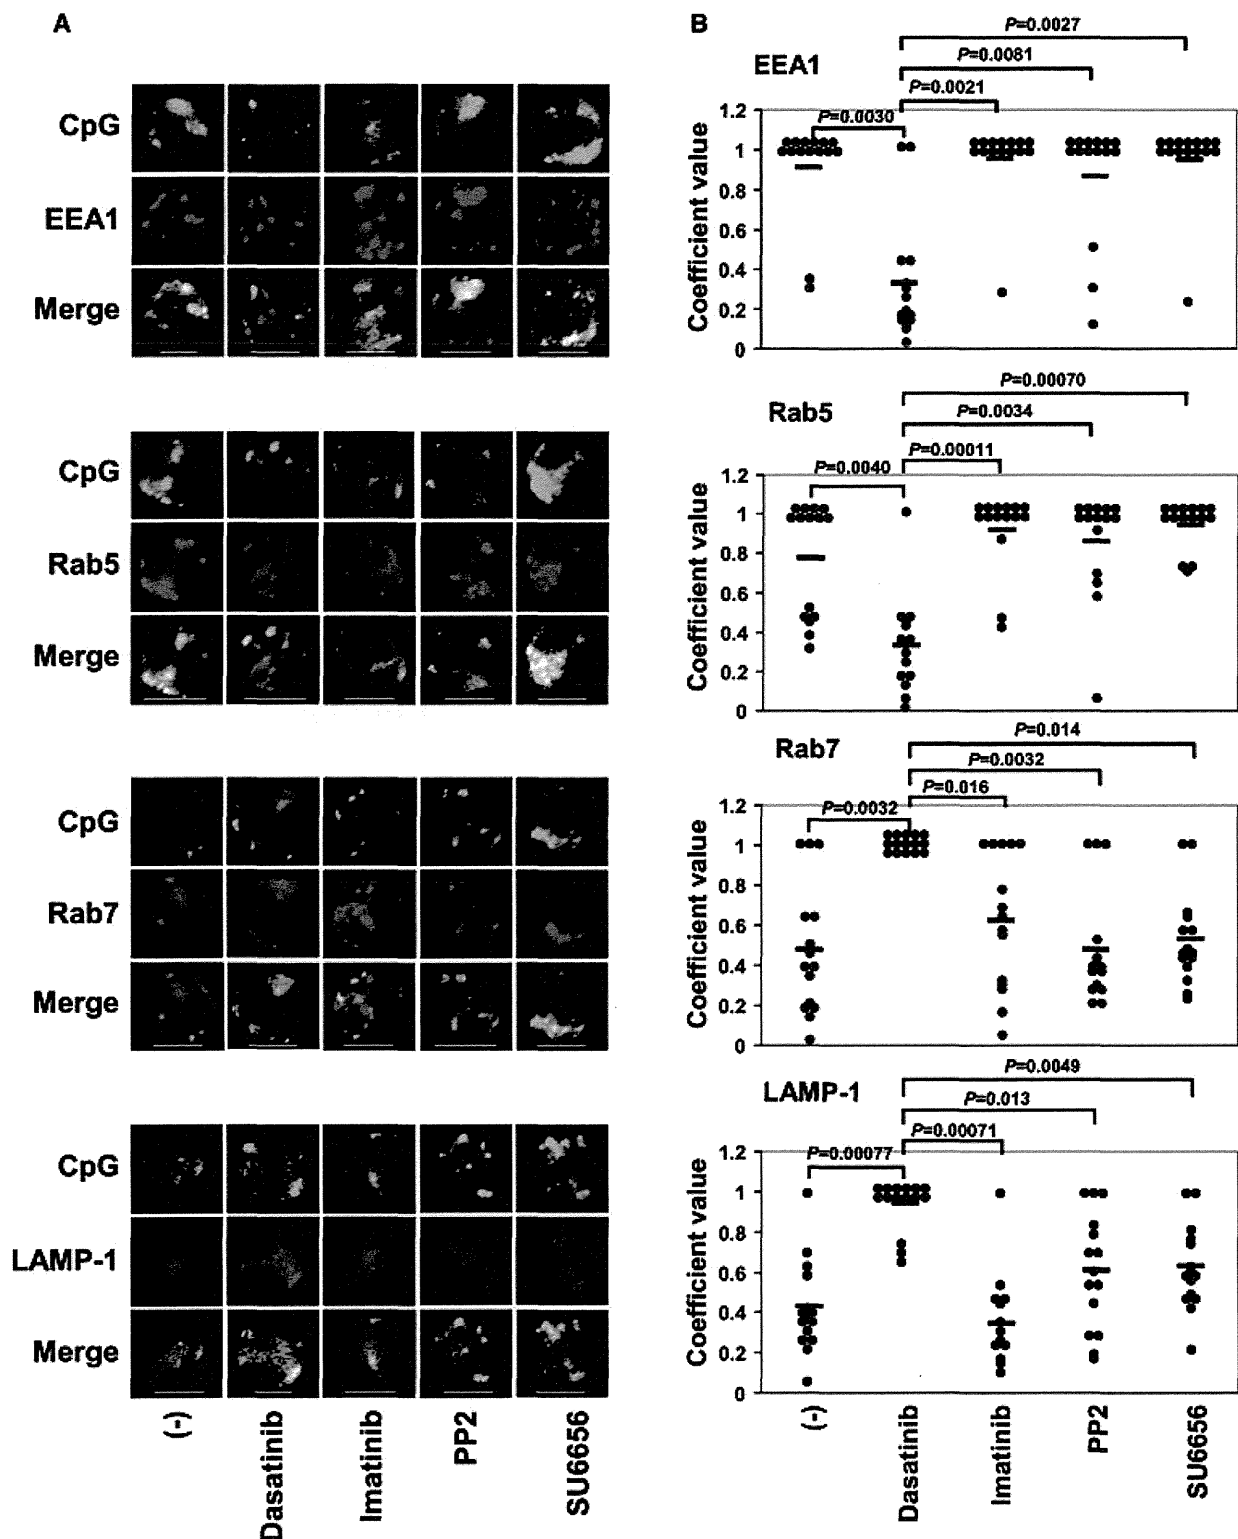 A
CpG
EEA1
Merge
CpG
Rab5
Merge
CpG
Rab7
Merge
CpG
LAMP-1
Merge
(-)
Dasatinib
Imatinib
PP2
SU6656
B
EEA1
P=0.0027
P=0.0081
P=0.0021
P=0.0030
Coefficient value
1.2
1
0.8
0.6
0.4
0.2
0
Rab5
P=0.00070
P=0.0034
P=0.00011
P=0.0040
Coefficient value
1.2
1
0.8
0.6
0.4
0.2
0
Rab7
P=0.014
P=0.0032
P=0.016
P=0.0032
Coefficient value
1.2
1
0.8
0.6
0.4
0.2
0
LAMP-1
P=0.0049
P=0.013
P=0.00071
P=0.00077
Coefficient value
1.2
1
0.8
0.6
0.4
0.2
0
(-)
Dasatinib
Imatinib
PP2
SU6656